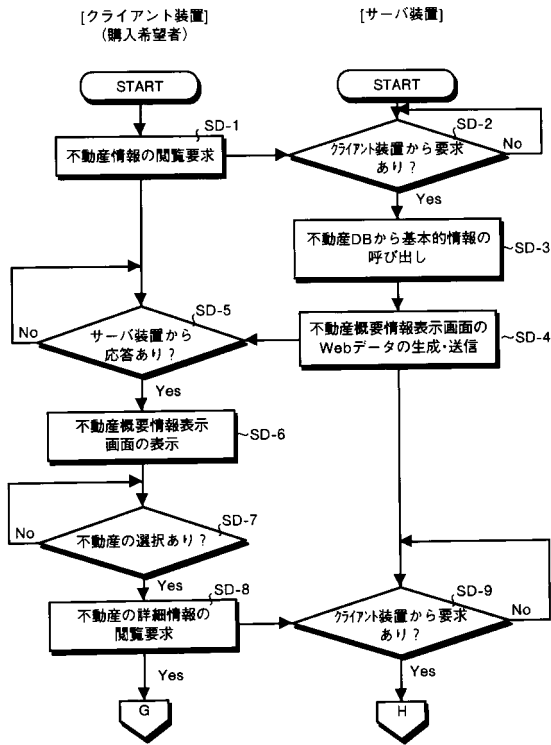 [クライアント装置]
(購入希望者)
[サーバ装置]
START
START
SD-1
不動産情報の閲覧要求
SD-2
クライアント装置から要求
あり?
No
Yes
不動産DBから基本的情報の
呼び出し
SD-3
不動産概要情報表示画面の
Webデータの生成・送信
SD-4
SD-5
サーバ装置から
応答あり?
No
Yes
不動産概要情報表示
画面の表示
SD-6
SD-7
不動産の選択あり?
No
Yes
SD-8
不動産の詳細情報の
閲覧要求
SD-9
クライアント装置から要求
あり?
No
Yes
Yes
G
H